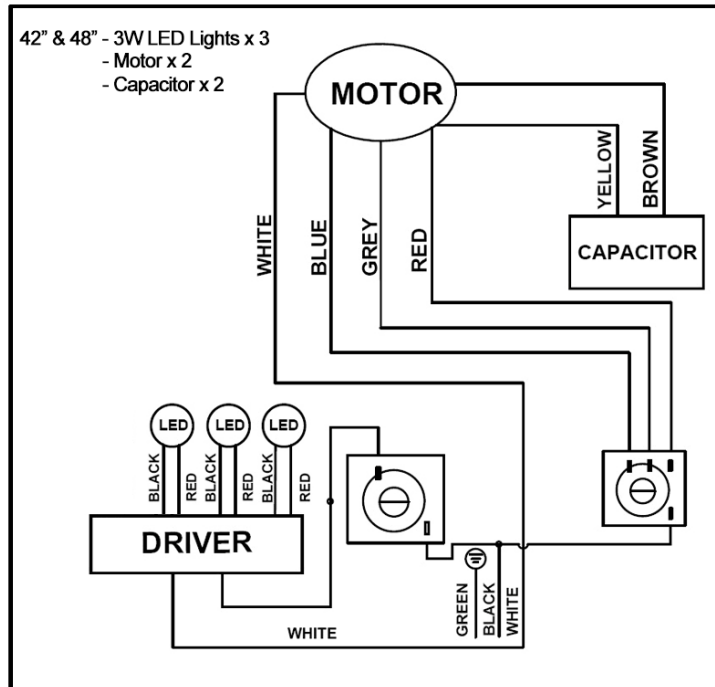 42” & 48” - 3W LED Lights x 3
- Motor x 2
- Capacitor x 2
MOTOR
WHITE
BLUE
GREY
RED
YELLOW
BROWN
CAPACITOR
LED
LED
LED
BLACK
RED
BLACK
RED
BLACK
RED
DRIVER
GREEN
BLACK
WHITE
WHITE